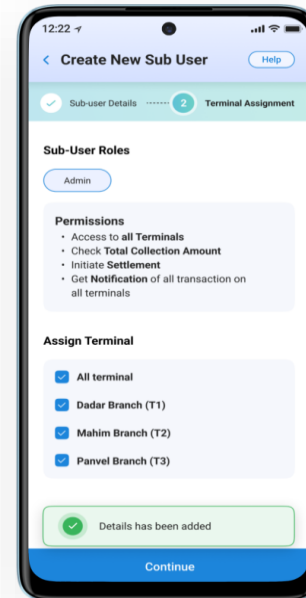 12:22
Create New Sub User
Help
Sub-user Details
2
Terminal Assignment
Sub-User Roles
Admin
Permissions
• Access to all Terminals
• Check Total Collection Amount
• Initiate Settlement
• Get Notification of all transaction on
all terminals
Assign Terminal
All terminal
Dadar Branch (T1)
Mahim Branch (T2)
Panvel Branch (T3)
Details has been added
Continue